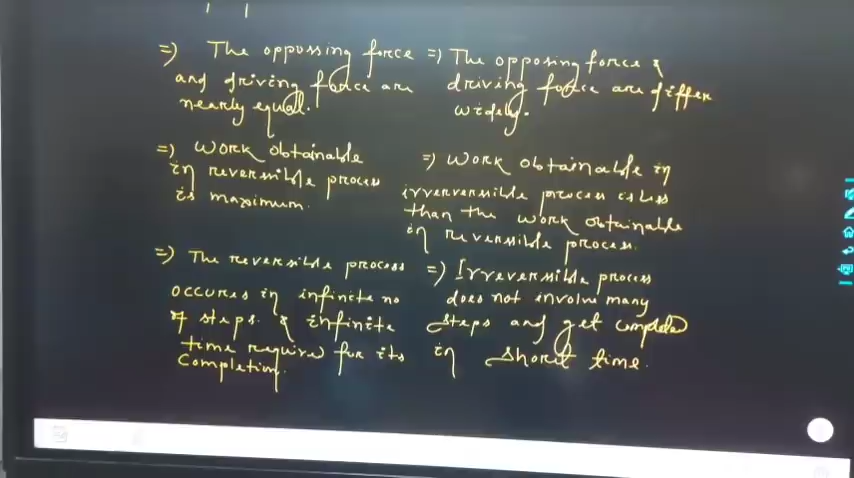 =) The oppossing force
and driving force are
nearly equal.
=) Work obtainable
in reversible process
is maximum.
=) The reversible process
occures in infinite no
of steps & infinite
time required for its
completion.
=) The opposing force &
driving force are differ
widely.
=) Work obtainable in
irreversible process is less
than the work obtainable
in reversible process.
=) Irreversible process
does not involve many
steps and get completed
in short time.